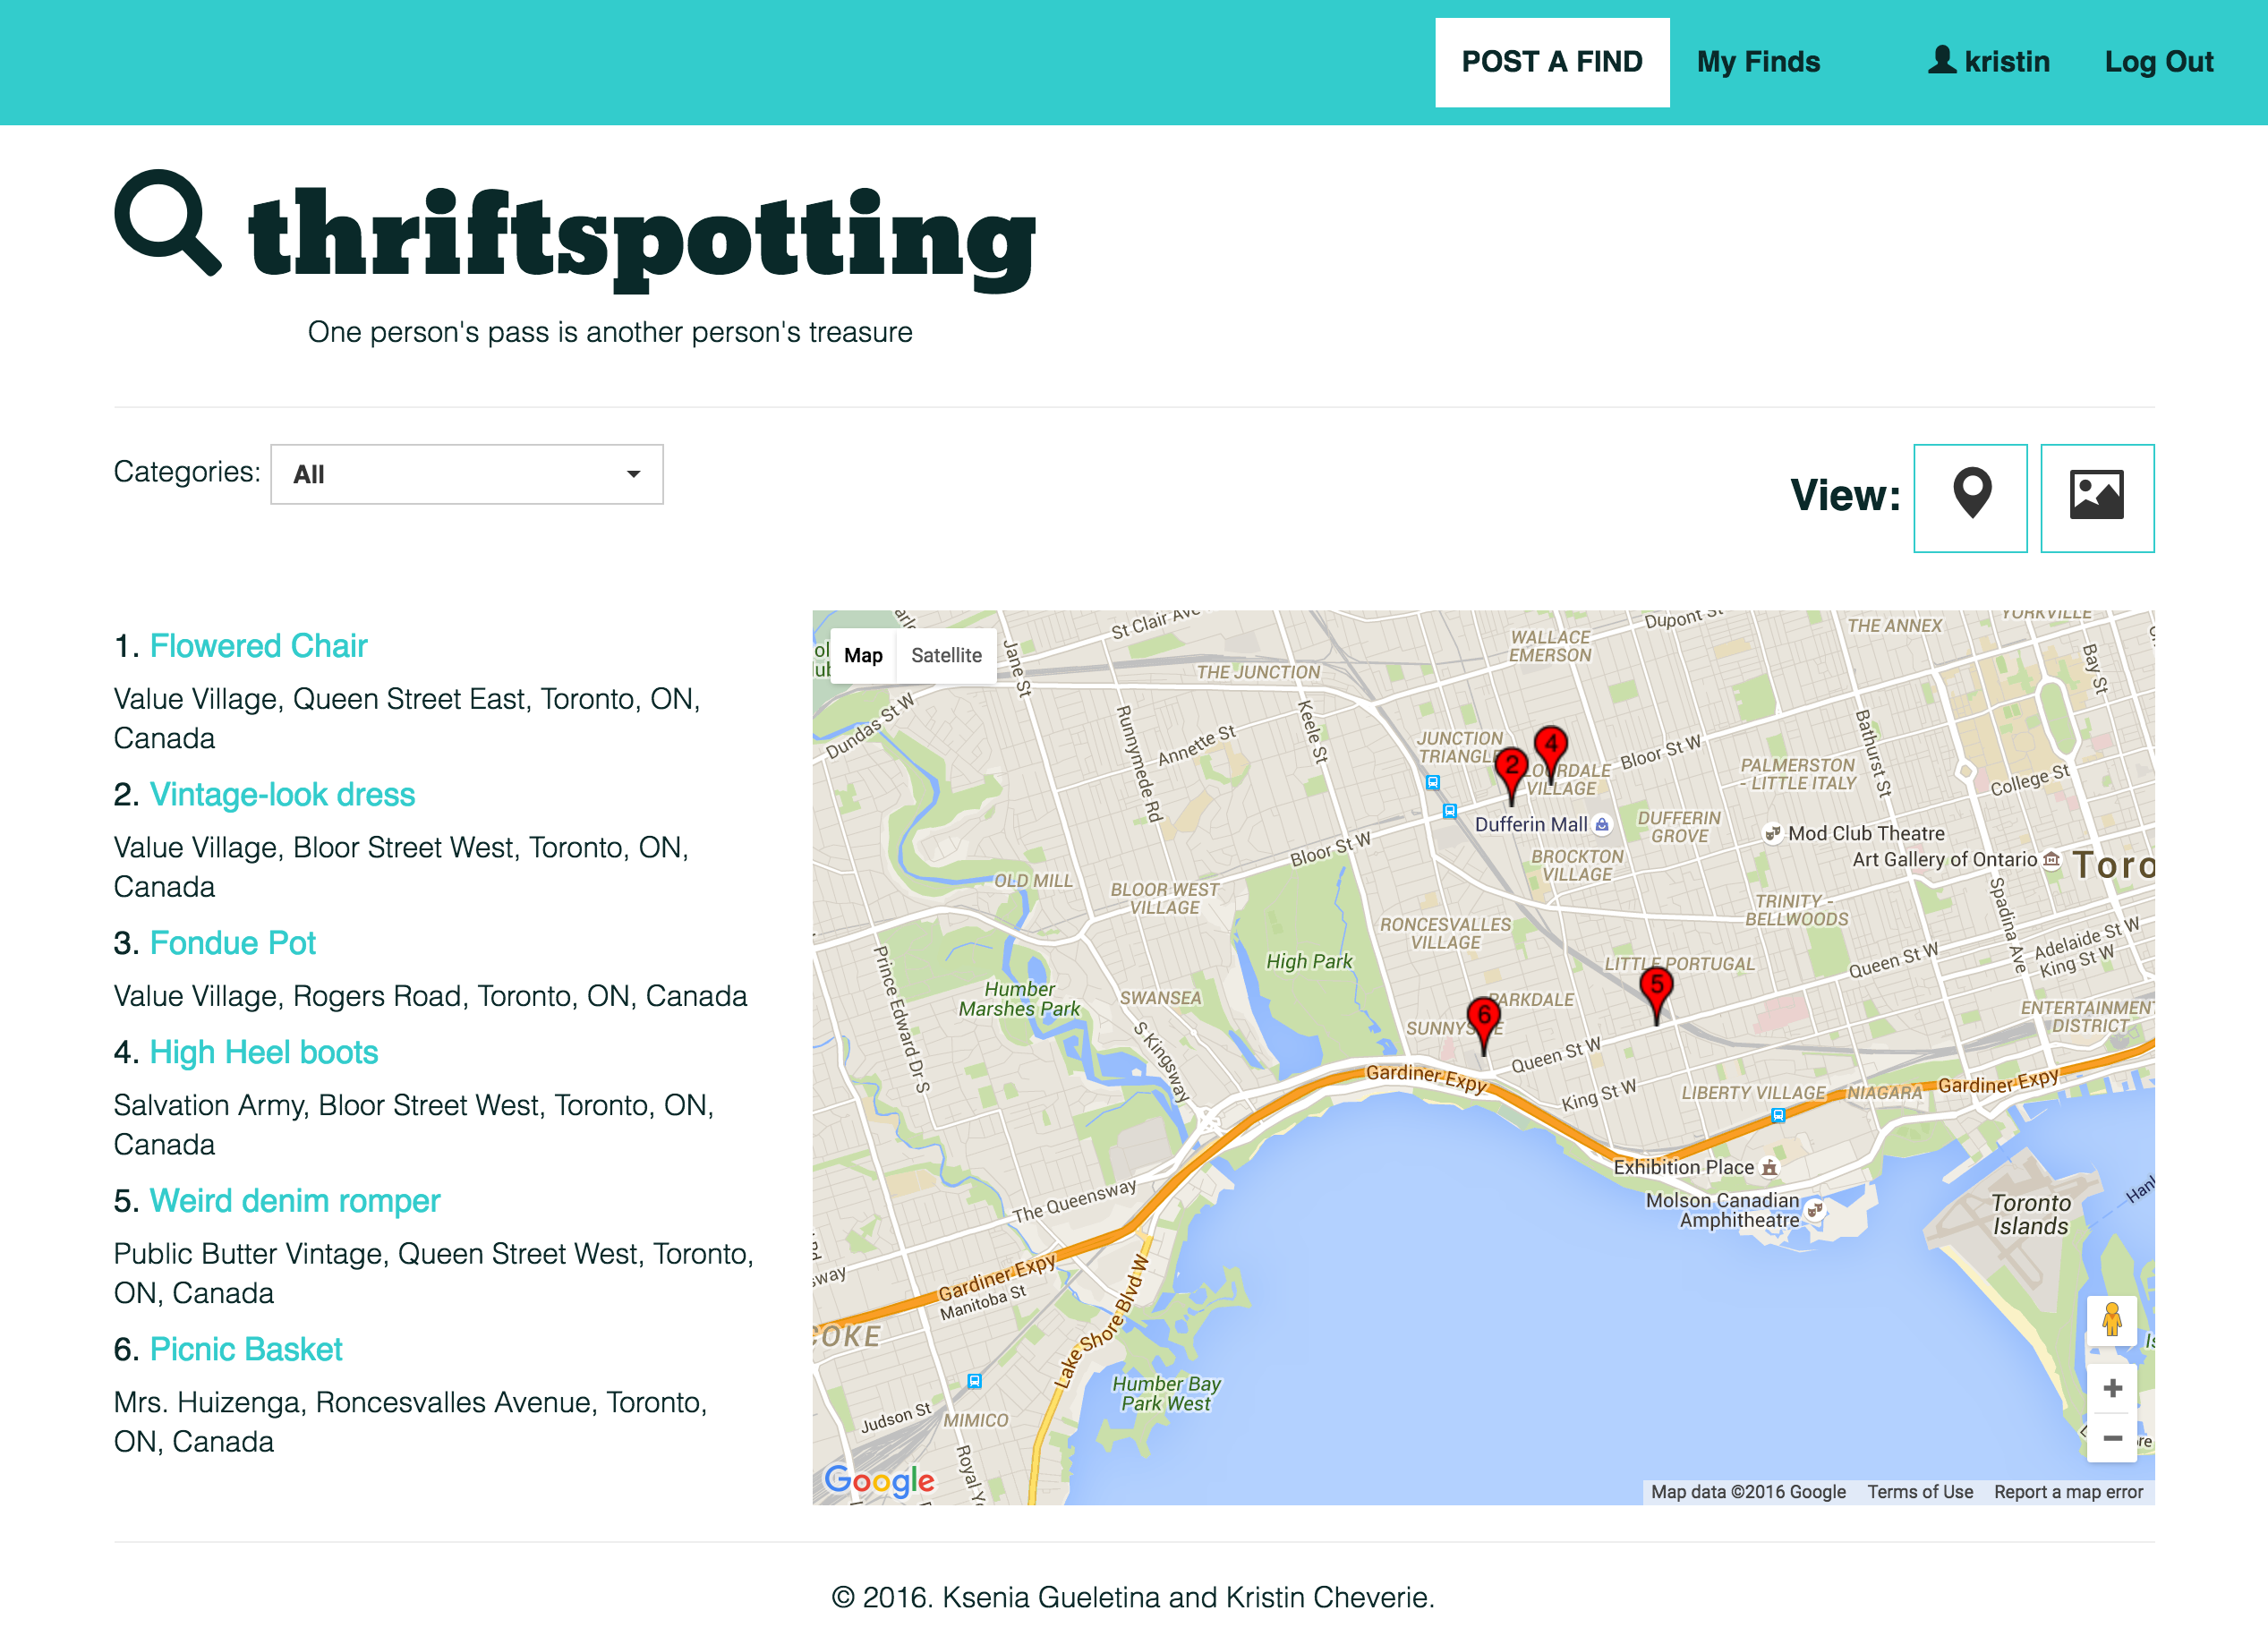 POST A FIND
My Finds
kristin
Log Out
thriftspotting
One person's pass is another person's treasure
Categories:
All
View:
1. Flowered Chair
Value Village, Queen Street East, Toronto, ON,
Canada
2. Vintage-look dress
Value Village, Bloor Street West, Toronto, ON,
Canada
3. Fondue Pot
Value Village, Rogers Road, Toronto, ON, Canada
4. High Heel boots
Salvation Army, Bloor Street West, Toronto, ON,
Canada
5. Weird denim romper
Public Butter Vintage, Queen Street West, Toronto,
ON, Canada
6. Picnic Basket
Mrs. Huizenga, Roncesvalles Avenue, Toronto,
ON, Canada
Map
Satellite
St Clair Ave
Jane St
Dundas St W
THE JUNCTION
WALLACE
EMERSON
Dupont St
THE ANNEX
YORKVILLE
Bay St
Runnymede Rd
Annette St
Keele St
JUNCTION
TRIANGLE
2
4
VILLAGE
Bloor St W
PALMERSTON
- LITTLE ITALY
Bathurst St
College St
Dufferin Mall
DUFFERIN
GROVE
Mod Club Theatre
Art Gallery of Ontario
Toro
Bloor St W
BROCKTON
VILLAGE
OLD MILL
BLOOR WEST
VILLAGE
TRINITY -
BELLWOODS
Spadina Ave
RONCESVALLES
VILLAGE
Adelaide St W
King St W
Queen St W
LITTLE PORTUGAL
High Park
5
Prince Edward Dr S
Humber
Marshes Park
SWANSEA
PARKDALE
6
ENTERTAINMENT
DISTRICT
S Kingsway
Queen St W
Gardiner Expy
King St W
LIBERTY VILLAGE
NIAGARA
Gardiner Expy
Exhibition Place
Molson Canadian
Amphitheatre
The Queensway
Toronto
Islands
Gardiner Expy
Manitoba St
Lake Shore Blvd W
COKE
Humber Bay
Park West
Judson St
MIMICO
Royal Y
Google
Map data ©2016 Google
Terms of Use
Report a map error
© 2016. Ksenia Gueletina and Kristin Cheverie.